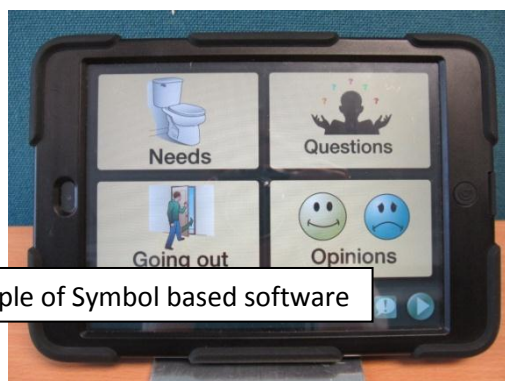 Needs
Questions
Going out
Opinions
ple of Symbol based software